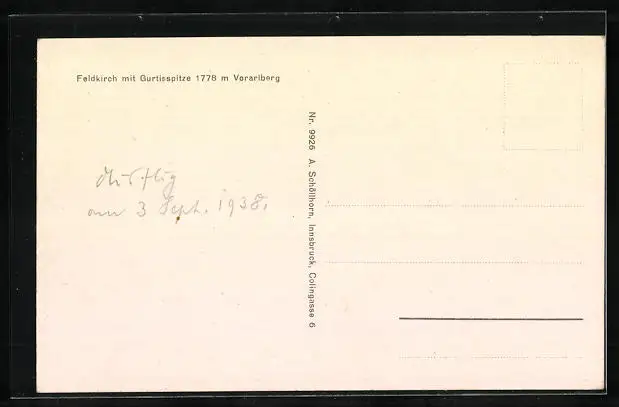 Feldkirch mit Gurtisspitze 1778 m Vorarlberg
am 3 Sept. 1938.
Nr. 9926 A. Schöllhorn, Innsbruck, Colingasse 6